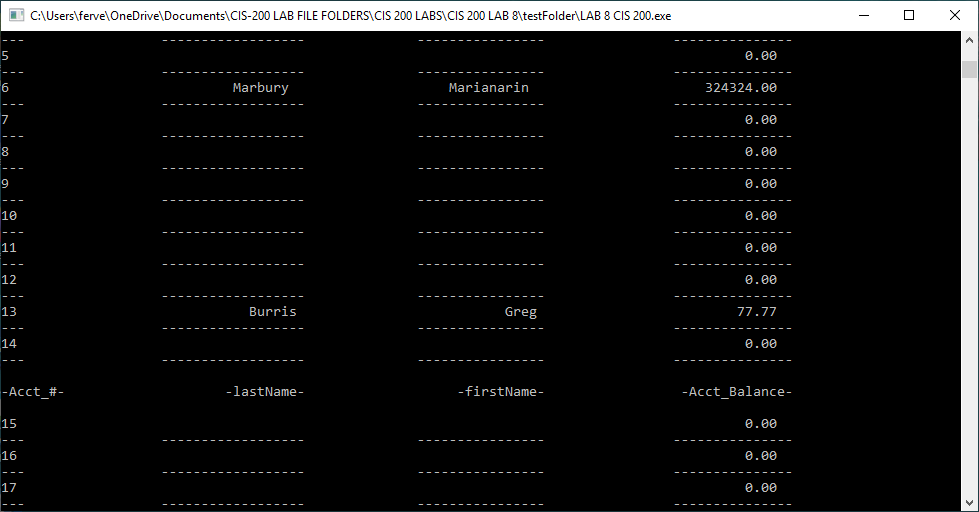 C:\Users\ferve\OneDrive\Documents\CIS-200 LAB FILE FOLDERS\CIS 200 LABS\CIS 200 LAB 8\testFolder\LAB 8 CIS 200.exe
--- ------------------ ---------------- ---------------
5 0.00
--- ------------------ ---------------- ---------------
6 Marbury Marianarin 324324.00
--- ------------------ ---------------- ---------------
7 0.00
--- ------------------ ---------------- ---------------
8 0.00
--- ------------------ ---------------- ---------------
9 0.00
--- ------------------ ---------------- ---------------
10 0.00
--- ------------------ ---------------- ---------------
11 0.00
--- ------------------ ---------------- ---------------
12 0.00
--- ------------------ ---------------- ---------------
13 Burris Greg 77.77
--- ------------------ ---------------- ---------------
14 0.00
--- ------------------ ---------------- ---------------
-Acct_#- -lastName- -firstName- -Acct_Balance-
15 0.00
--- ------------------ ---------------- ---------------
16 0.00
--- ------------------ ---------------- ---------------
17 0.00
--- ------------------ ---------------- ---------------